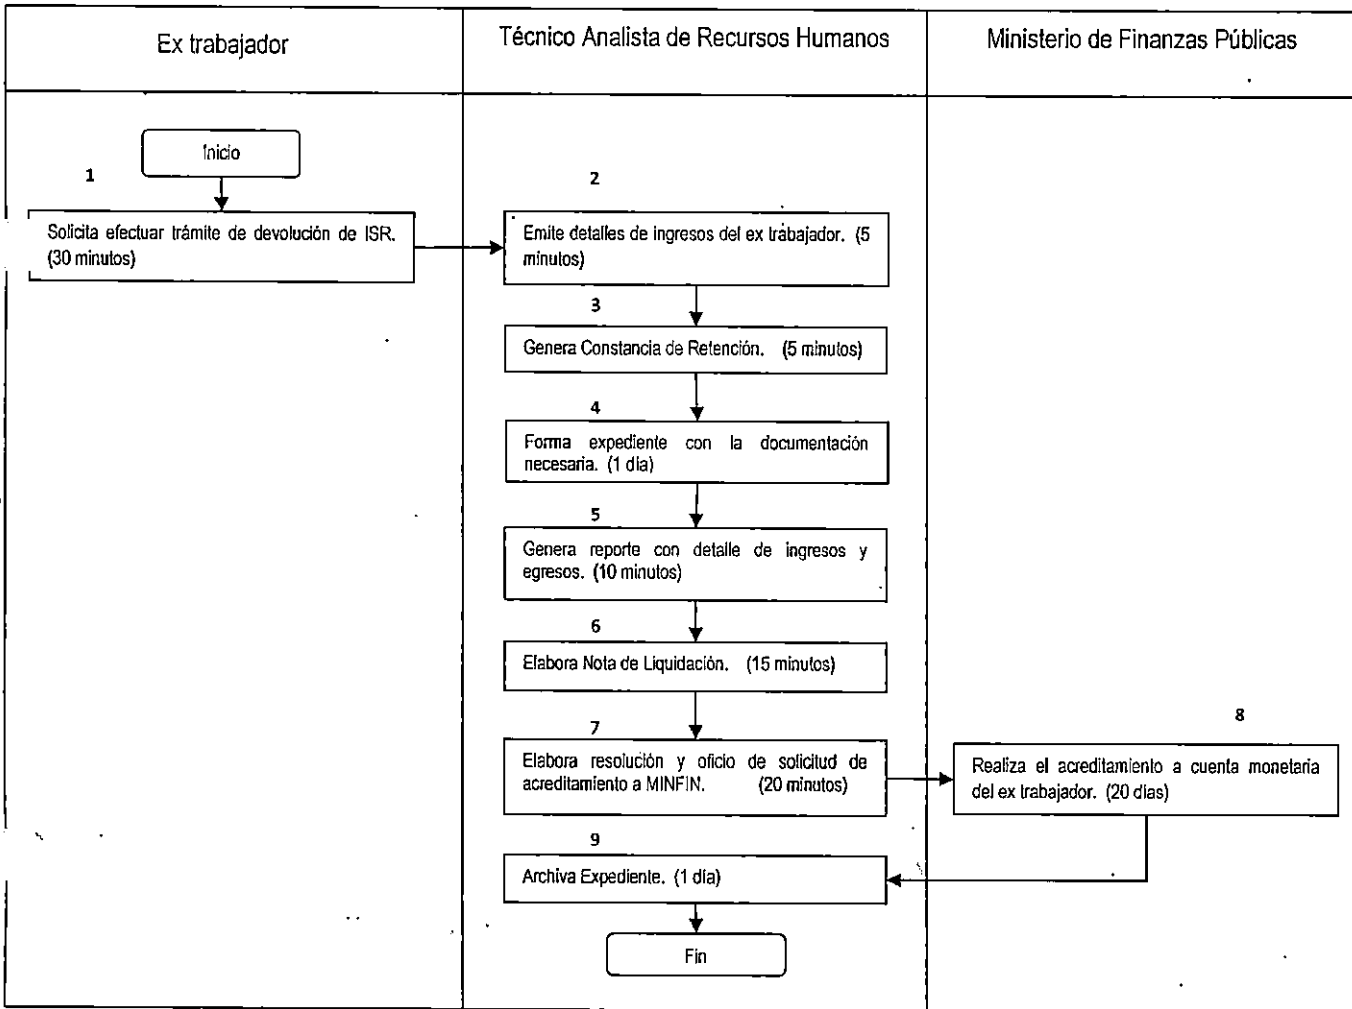 Ex trabajador
Técnico Analista de Recursos Humanos
Ministerio de Finanzas Públicas
Inicio
1
Solicita efectuar trámite de devolución de ISR.
(30 minutos)
2
Emite detalles de ingresos del ex trabajador. (5
minutos)
3
Genera Constancia de Retención. (5 minutos)
4
Forma expediente con la documentación
necesaria. (1 día)
5
Genera reporte con detalle de ingresos y
egresos. (10 minutos)
6
Elabora Nota de Liquidación. (15 minutos)
7
Elabora resolución y oficio de solicitud de
acreditamiento a MINFIN. (20 minutos)
8
Realiza el acreditamiento a cuenta monetaria
del ex trabajador. (20 días)
9
Archiva Expediente. (1 día)
Fin